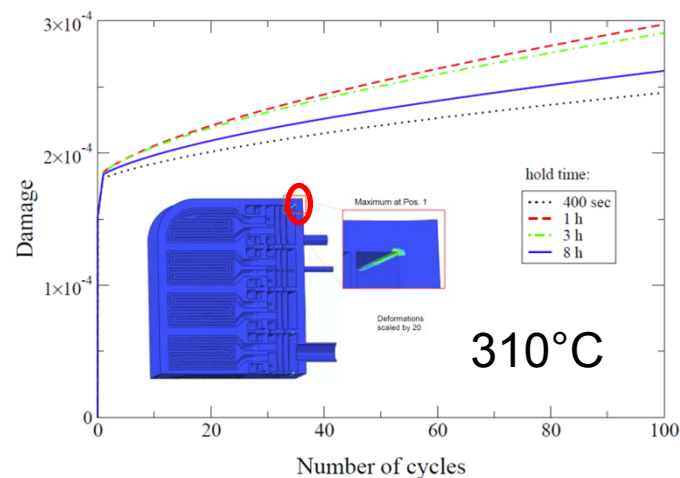 3×10⁻⁴
2×10⁻⁴
1×10⁻⁴
0
Damage
0
20
40
60
80
100
Number of cycles
hold time:
400 sec
1 h
3 h
8 h
Maximum at Pos. 1
Deformations
scaled by 20
310°C